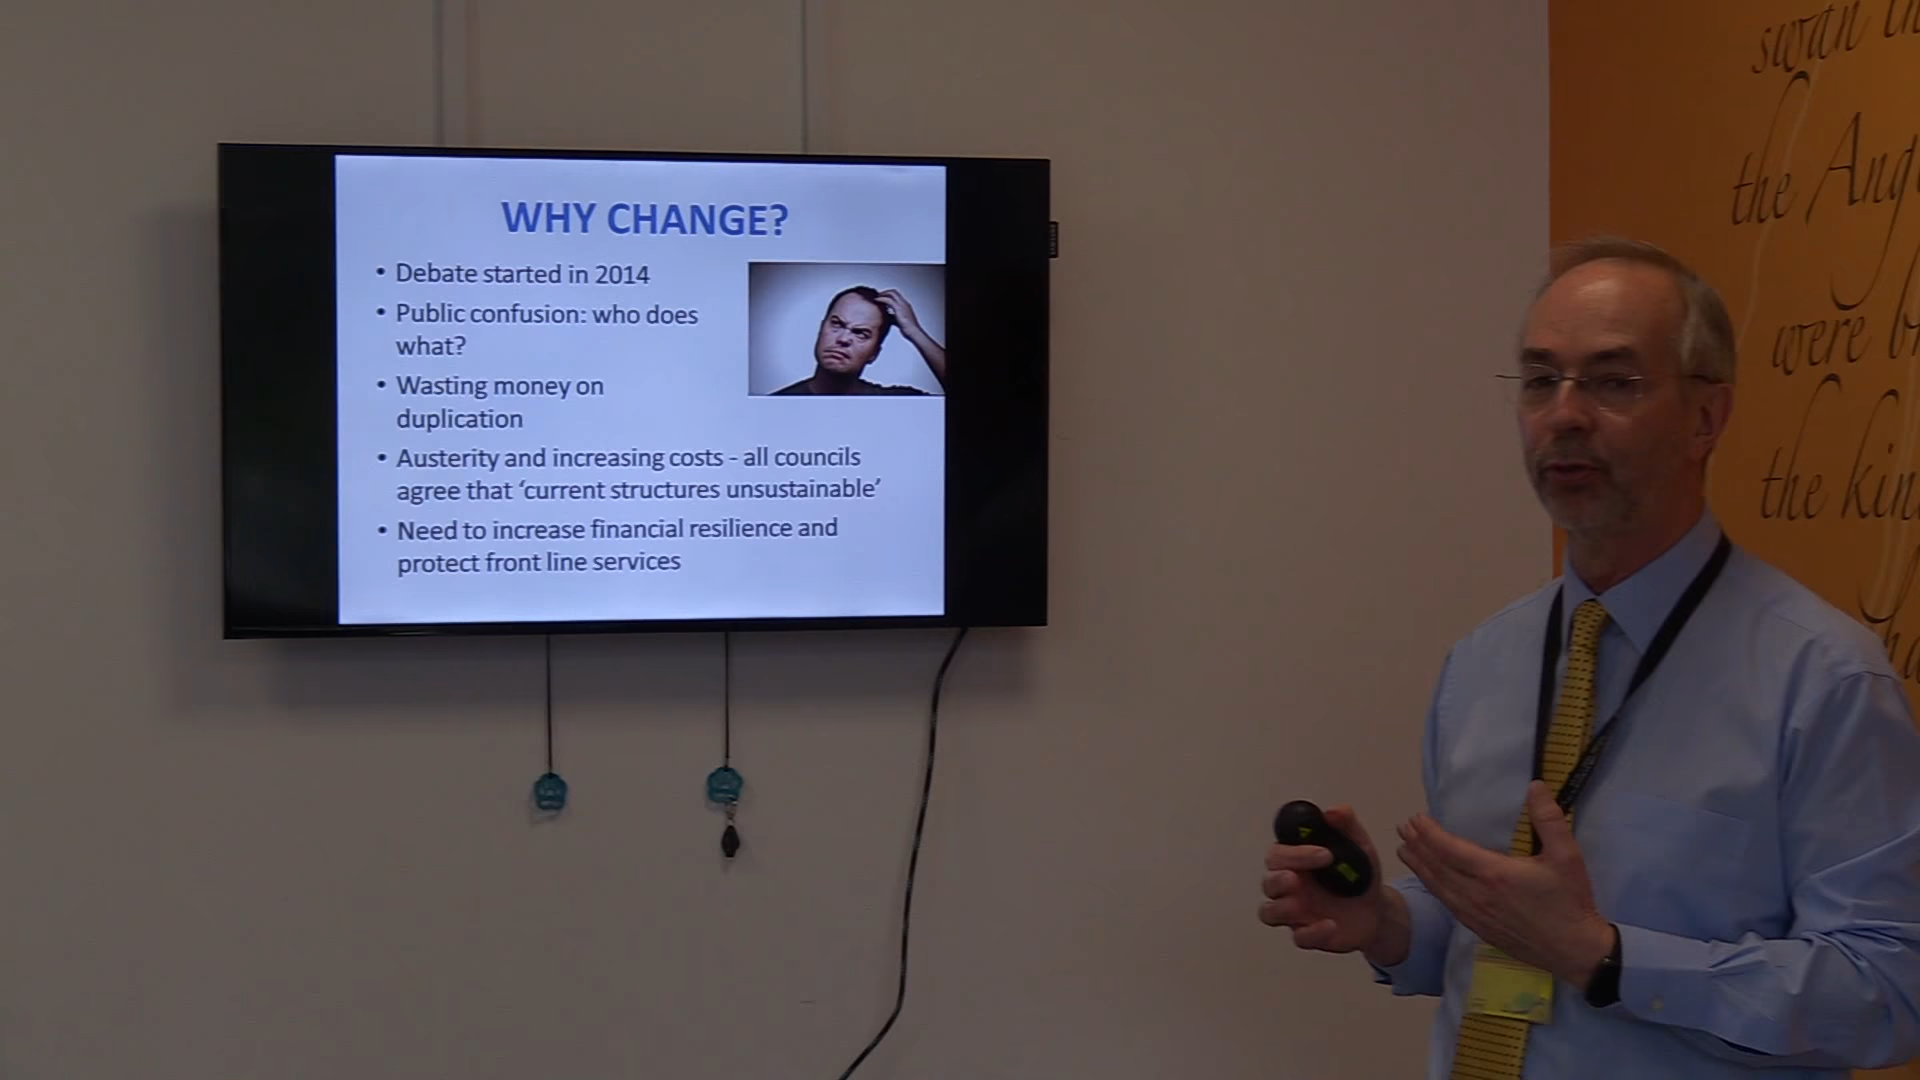 WHY CHANGE?
• Debate started in 2014
• Public confusion: who does
what?
• Wasting money on
duplication
• Austerity and increasing costs - all councils
agree that ‘current structures unsustainable’
• Need to increase financial resilience and
protect front line services
swan
the
were
the